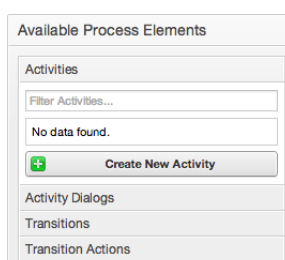 Available Process Elements
Activities
Filter Activities...
No data found.
Create New Activity
Activity Dialogs
Transitions
Transition Actions